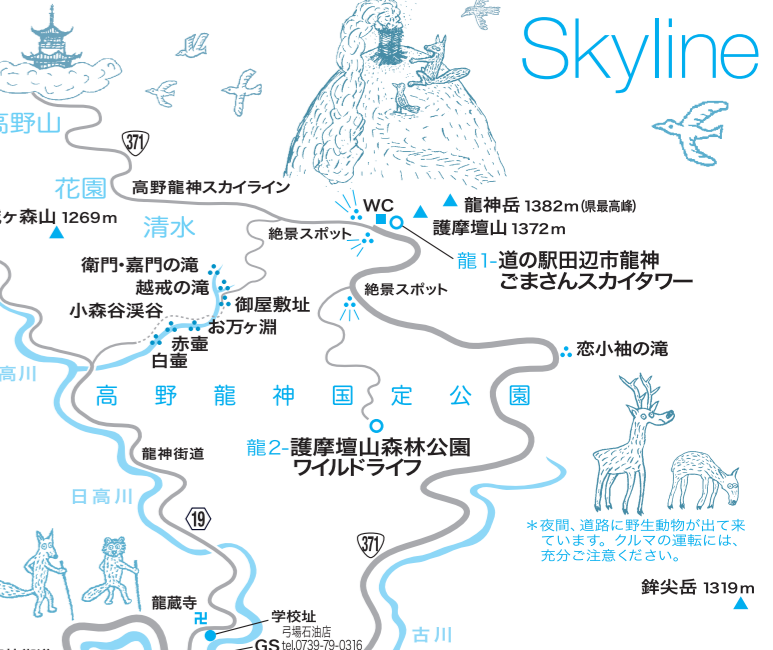 Skyline
高野山
371
花園
高野龍神スカイライン
ヶ森山 1269m
清水
WC
龍神岳 1382m(県最高峰)
護摩壇山 1372m
絶景スポット
龍1-道の駅田辺市龍神
ごまさんスカイタワー
衛門・嘉門の滝
越戒の滝
小森谷渓谷
御屋敷址
お万ヶ淵
赤壷
白壷
絶景スポット
恋小袖の滝
高川
高野龍神国定公園
龍2-護摩壇山森林公園
ワイルドライフ
龍神街道
日高川
19
371
＊夜間、道路に野生動物が出て来
ています。クルマの運転には、
充分ご注意ください。
鉾尖岳 1319m
龍蔵寺
卍
学校址
弓場石油店
GS tel.0739-79-0316
古川